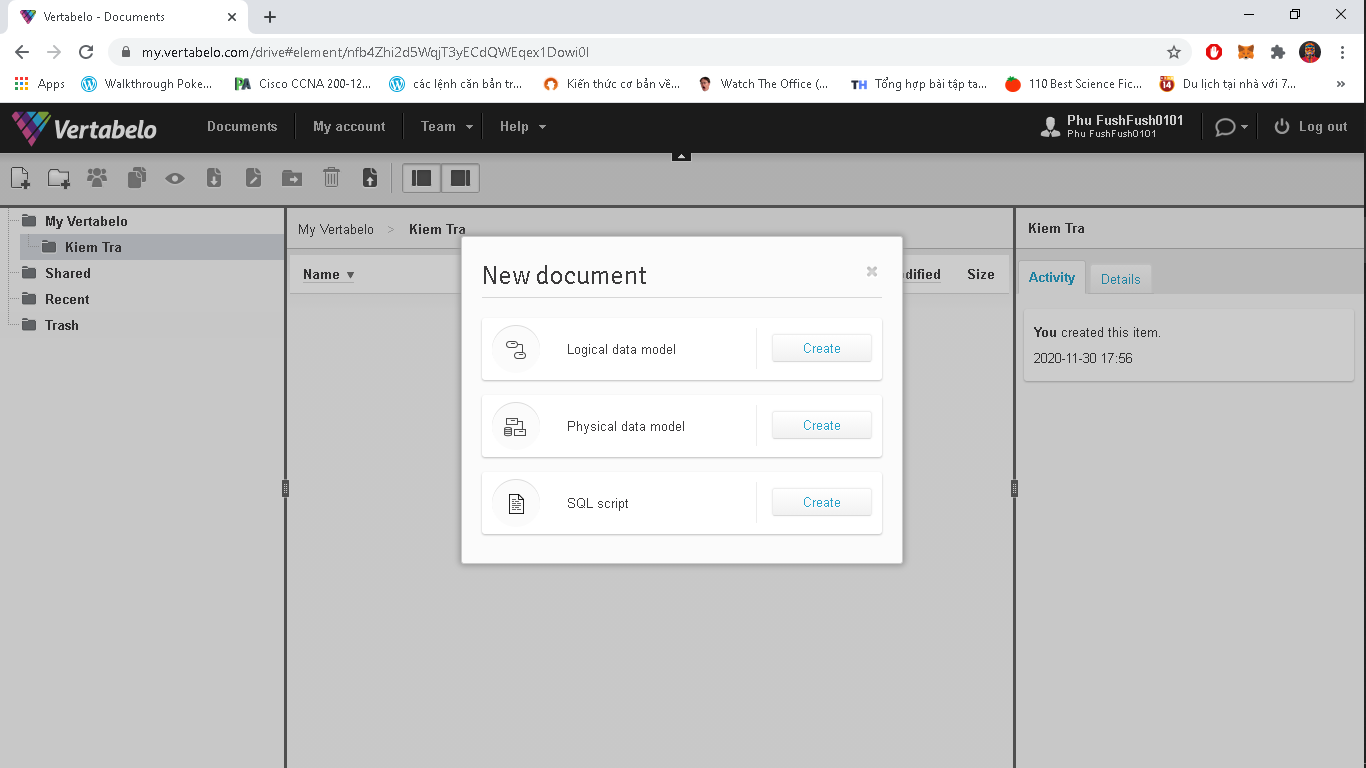 Vertabelo - Documents
my.vertabelo.com/drive#element/nfb4Zhi2d5WqjT3yECdQWEqex1Dowi0l
Apps Walkthrough Poke... Cisco CCNA 200-12... các lệnh căn bản tr... Kiến thức cơ bản về... Watch The Office (... Tổng hợp bài tập ta... 110 Best Science Fic... Du lịch tại nhà với 7... »
Vertabelo Documents My account Team Help Phu FushFush0101 Log out
Phu FushFush0101
My Vertabelo
Kiem Tra
Shared
Recent
Trash
My Vertabelo > Kiem Tra
Name Size
New document
Logical data model Create
Physical data model Create
SQL script Create
Kiem Tra
Activity Details
You created this item.
2020-11-30 17:56